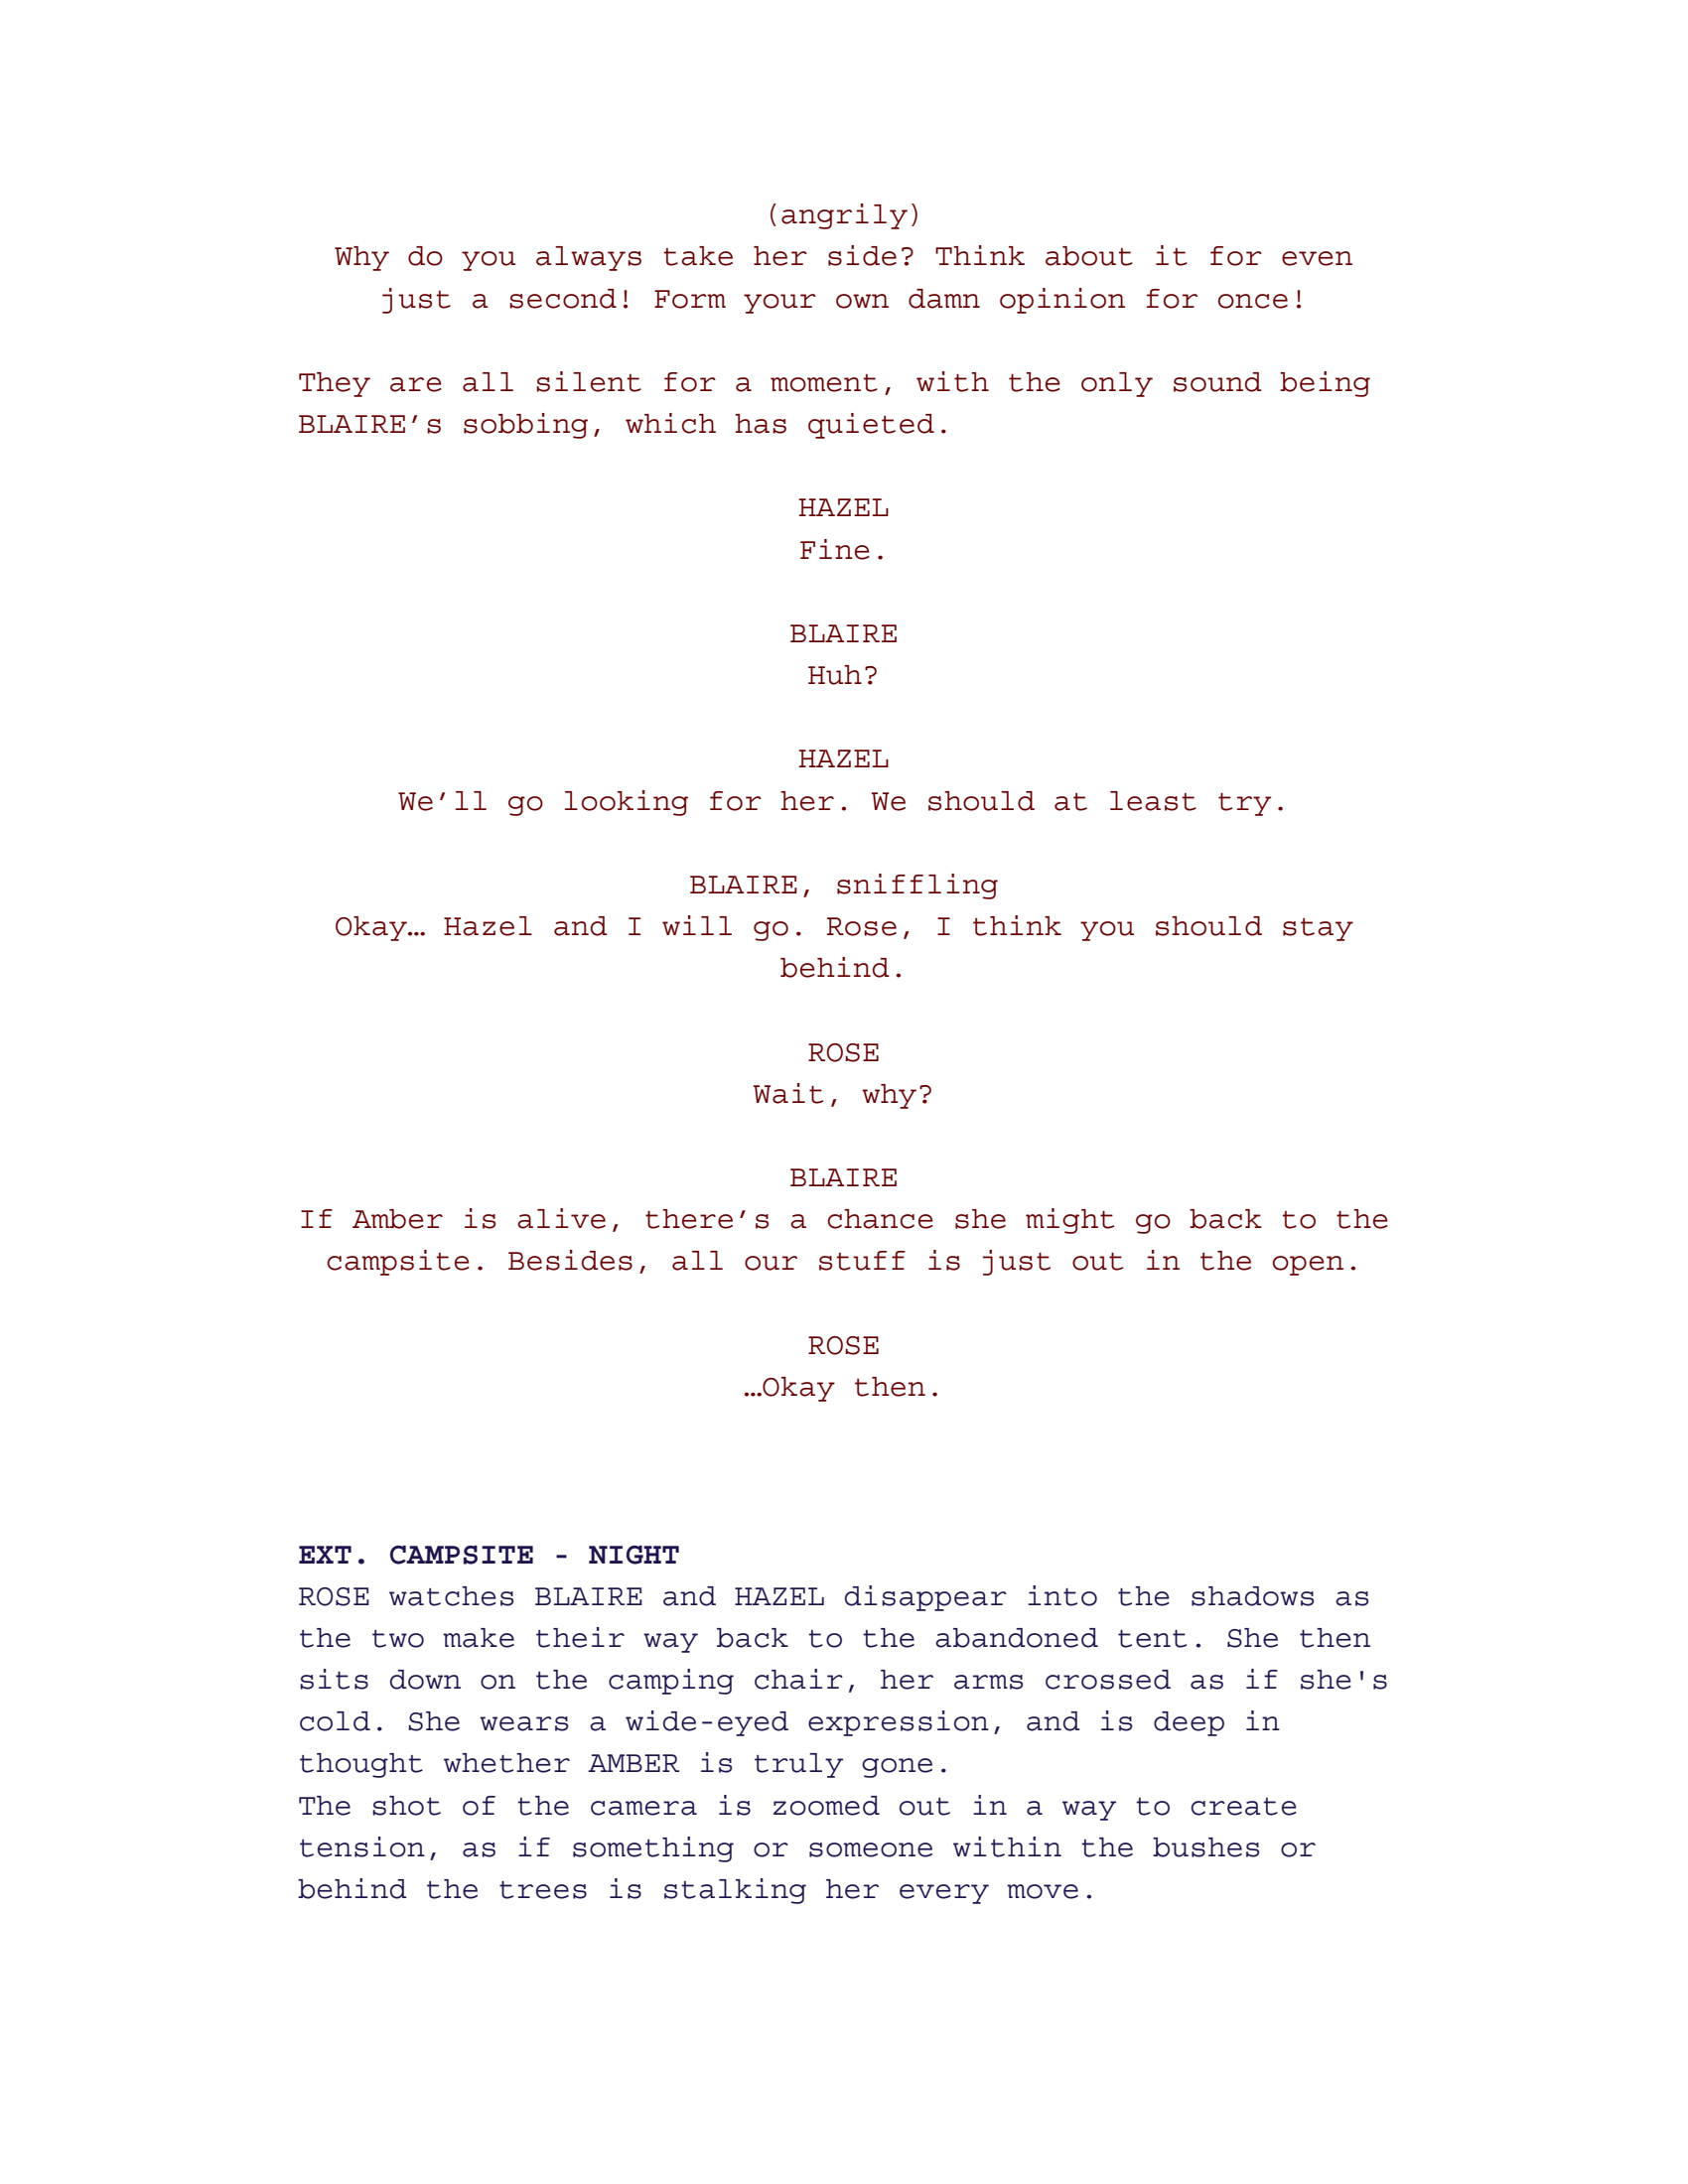 (angrily)
Why do you always take her side? Think about it for even
just a second! Form your own damn opinion for once!
They are all silent for a moment, with the only sound being
BLAIRE’s sobbing, which has quieted.
HAZEL
Fine.
BLAIRE
Huh?
HAZEL
We’ll go looking for her. We should at least try.
BLAIRE, sniffling
Okay… Hazel and I will go. Rose, I think you should stay
behind.
ROSE
Wait, why?
BLAIRE
If Amber is alive, there’s a chance she might go back to the
campsite. Besides, all our stuff is just out in the open.
ROSE
…Okay then.
EXT. CAMPSITE - NIGHT
ROSE watches BLAIRE and HAZEL disappear into the shadows as
the two make their way back to the abandoned tent. She then
sits down on the camping chair, her arms crossed as if she's
cold. She wears a wide-eyed expression, and is deep in
thought whether AMBER is truly gone.
The shot of the camera is zoomed out in a way to create
tension, as if something or someone within the bushes or
behind the trees is stalking her every move.